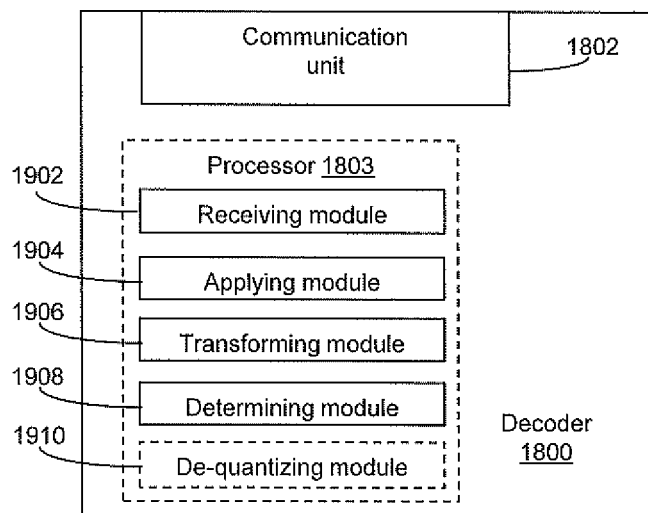 Communication
unit
1802
Processor 1803
1902
Receiving module
1904
Applying module
1906
Transforming module
1908
Determining module
1910
De-quantizing module
Decoder
1800